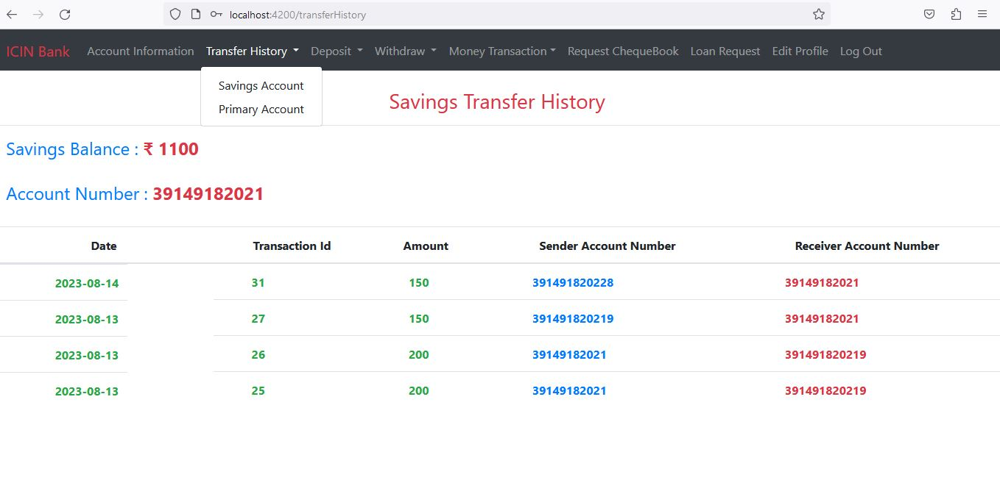 localhost:4200/transferHistory
ICIN Bank Account Information Transfer History Deposit Withdraw Money Transaction Request ChequeBook Loan Request Edit Profile Log Out
Savings Account
Primary Account
Savings Transfer History
Savings Balance : ₹ 1100
Account Number : 39149182021
Date Transaction Id Amount Sender Account Number Receiver Account Number
2023-08-14 31 150 391491820228 39149182021
2023-08-13 27 150 391491820219 39149182021
2023-08-13 26 200 39149182021 391491820219
2023-08-13 25 200 39149182021 391491820219